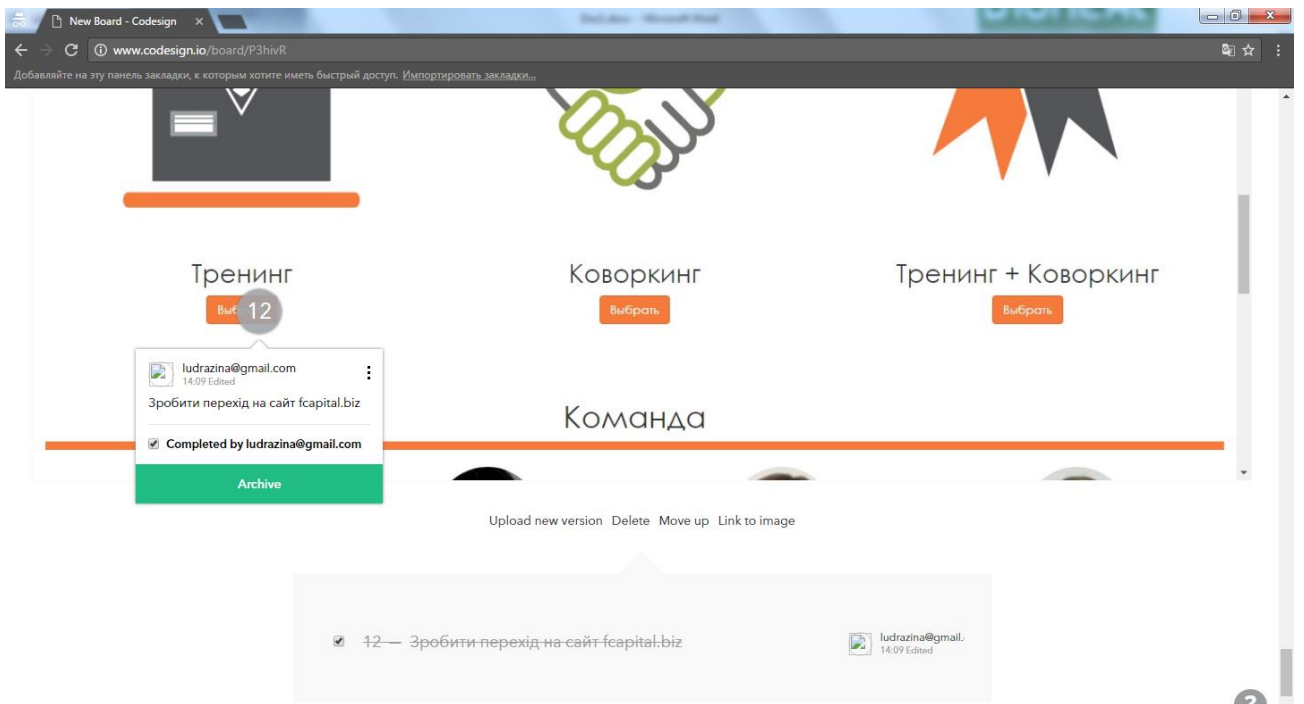 New Board - Codesign
www.codesign.io/board/P3hivR
Добавляйте на эту панель закладки, к которым хотите иметь быстрый доступ. Импортировать закладки...
Тренинг
Коворкинг
Тренинг + Коворкинг
12
Выбрать
Выбрать
ludrazina@gmail.com
14:09 Edited
Зробити перехід на сайт fcapital.biz
Completed by ludrazina@gmail.com
Archive
Команда
Upload new version Delete Move up Link to image
12 — Зробити перехід на сайт fcapital.biz
ludrazina@gmail.
14:09 Edited
?